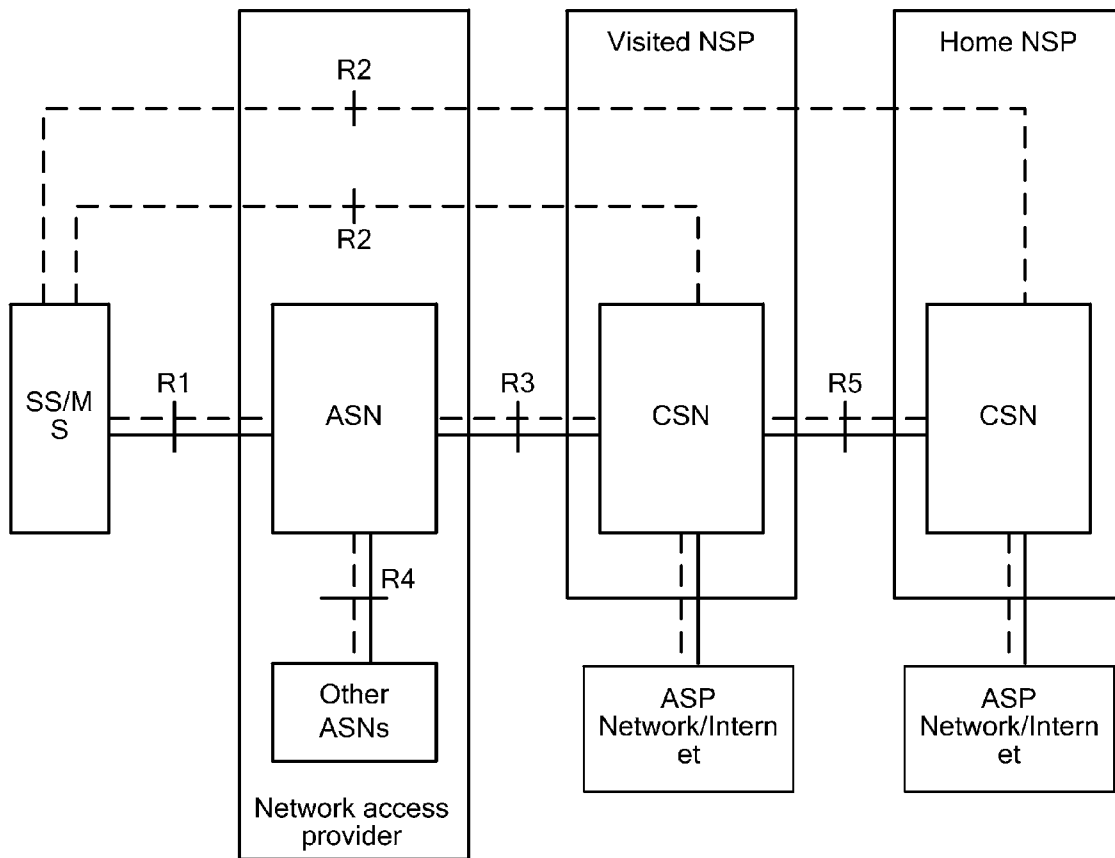 Visited NSP
Home NSP
R2
R2
R1
R3
R5
SS/M
S
ASN
CSN
CSN
R4
Other
ASNs
ASP
Network/Intern
et
ASP
Network/Intern
et
Network access
provider